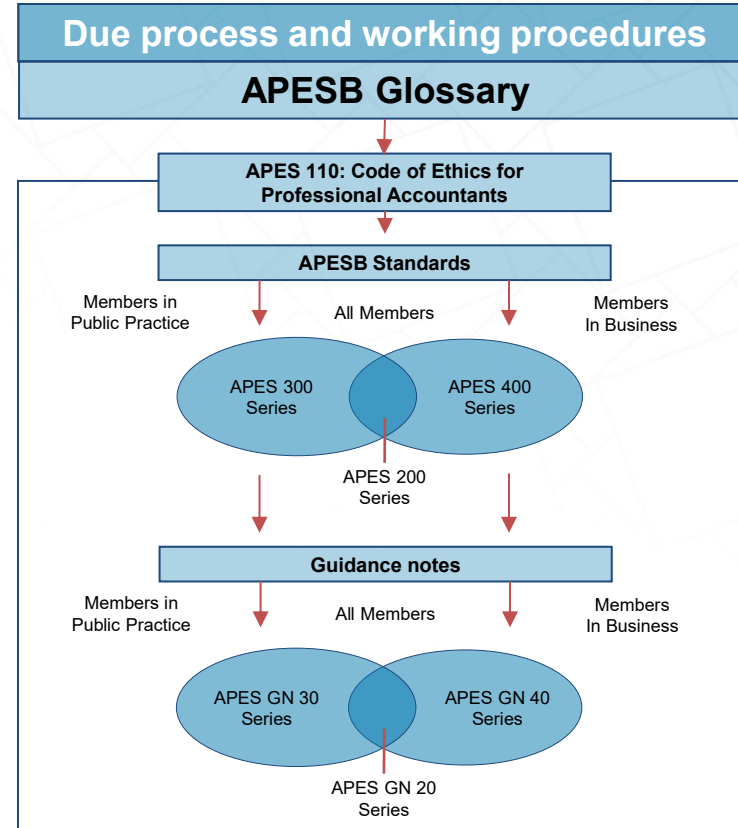 Due process and working procedures
APESB Glossary
APES 110: Code of Ethics for
Professional Accountants
APESB Standards
Members in
Public Practice
All Members
Members
In Business
APES 300
Series
APES 400
Series
APES 200
Series
Guidance notes
Members in
Public Practice
All Members
Members
In Business
APES GN 30
Series
APES GN 40
Series
APES GN 20
Series